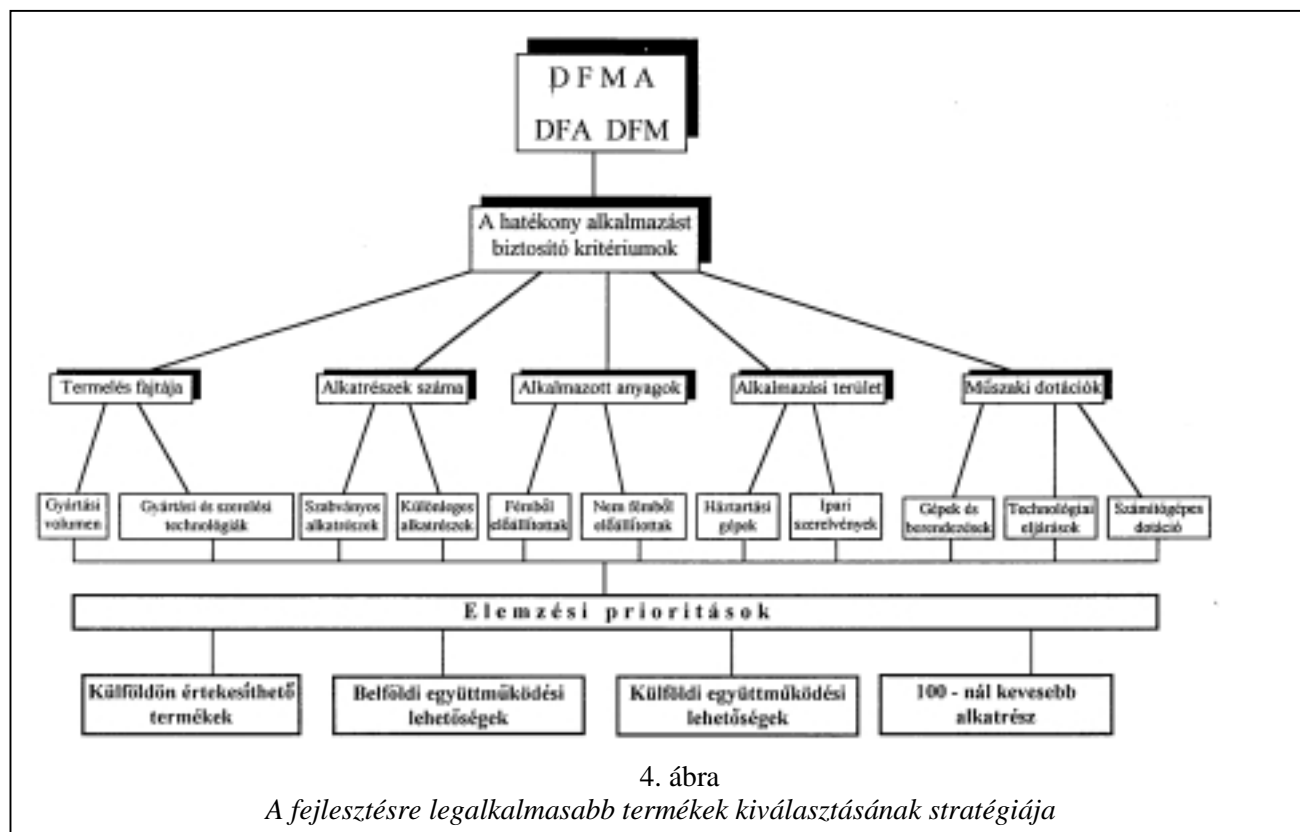 D F M A
DFA DFM
A hatékony alkalmazást
biztosító kritériumok
Termelés fajtája
Alkatrészek száma
Alkalmazott anyagok
Alkalmazási terület
Műszaki dotációk
Gyártási
volumen
Gyártási és szerelési
technológiák
Szabványos
alkatrészek
Különleges
alkatrészek
Fémből
előállítottak
Nem fémből
előállítottak
Háztartási
gépek
Ipari
szerelvények
Gépek és
berendezések
Technológiai
eljárások
Számítógépes
dotáció
Elemzési prioritások
Külföldön értékesíthető
termékek
Belföldi együttműködési
lehetőségek
Külföldi együttműködési
lehetőségek
100 - nál kevesebb
alkatrész
4. ábra
A fejlesztésre legalkalmasabb termékek kiválasztásának stratégiája